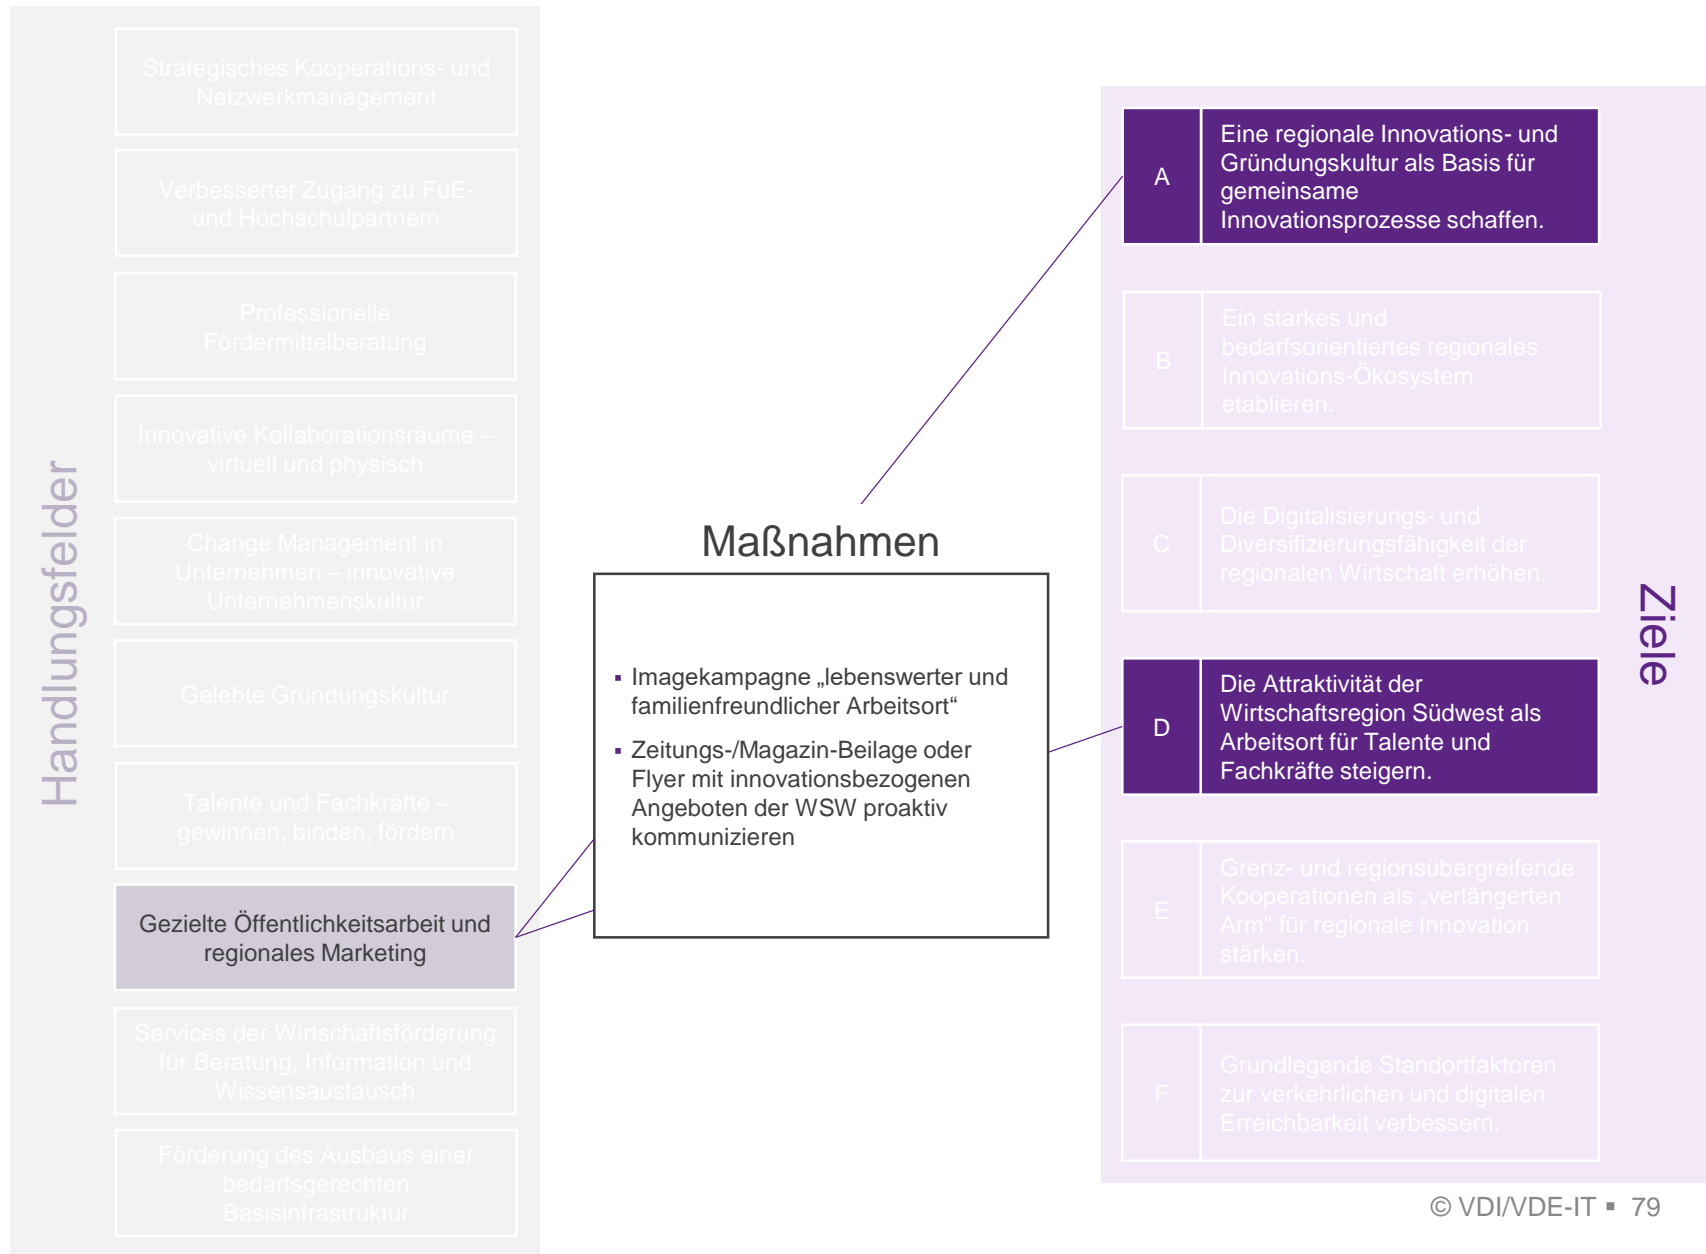 Handlungsfelder
Strategisches Kooperations- und
Netzwerkmanagement
Verbesserter Zugang zu FuE-
und Hochschulpartnern
Professionelle
Fördermittelberatung
Innovative Kollaborationsräume –
virtuell und physisch
Change Management in
Unternehmen – innovative
Unternehmenskultur
Gelebte Gründungskultur
Talente und Fachkräfte –
gewinnen, binden, fördern
Gezielte Öffentlichkeitsarbeit und
regionales Marketing
Services der Wirtschaftsförderung
für Beratung, Information und
Wissensaustausch
Förderung des Ausbaus einer
bedarfsgerechten
Basisinfrastruktur
Maßnahmen
▪ Imagekampagne „lebenswerter und
familienfreundlicher Arbeitsort“
▪ Zeitungs-/Magazin-Beilage oder
Flyer mit innovationsbezogenen
Angeboten der WSW proaktiv
kommunizieren
Ziele
A
Eine regionale Innovations- und
Gründungskultur als Basis für
gemeinsame
Innovationsprozesse schaffen.
B
Ein starkes und
bedarfsorientiertes regionales
Innovations-Ökosystem
etablieren.
C
Die Digitalisierungs- und
Diversifizierungsfähigkeit der
regionalen Wirtschaft erhöhen.
D
Die Attraktivität der
Wirtschaftsregion Südwest als
Arbeitsort für Talente und
Fachkräfte steigern.
E
Grenz- und regionsübergreifende
Kooperationen als „verlängerten
Arm“ für regionale Innovation
stärken.
F
Grundlegende Standortfaktoren
zur verkehrlichen und digitalen
Erreichbarkeit verbessern.
© VDI/VDE-IT ▪ 79